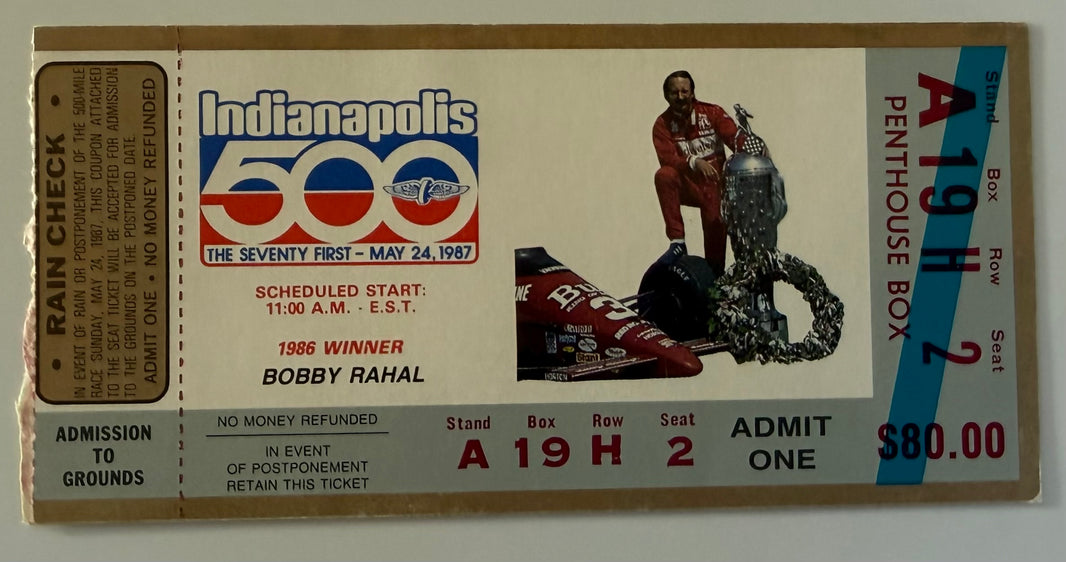 • RAIN CHECK •
IN EVENT OF RAIN OR POSTPONEMENT OF THE 500-MILE
RACE SUNDAY, MAY 24, 1987, THIS COUPON ATTACHED
TO THE SEAT TICKET WILL BE ACCEPTED FOR ADMISSION
TO THE GROUNDS ON THE POSTPONED DATE.
ADMIT ONE • NO MONEY REFUNDED
ADMISSION
TO
GROUNDS
Indianapolis
500
THE SEVENTY FIRST – MAY 24, 1987
SCHEDULED START:
11:00 A.M. - E.S.T.
1986 WINNER
BOBBY RAHAL
NO MONEY REFUNDED
IN EVENT
OF POSTPONEMENT
RETAIN THIS TICKET
Bu
3
Stant
Stand Box Row Seat
A 19 H 2
ADMIT
ONE
Stand Box Row Seat
A 19 H 2
PENTHOUSE BOX
$80.00